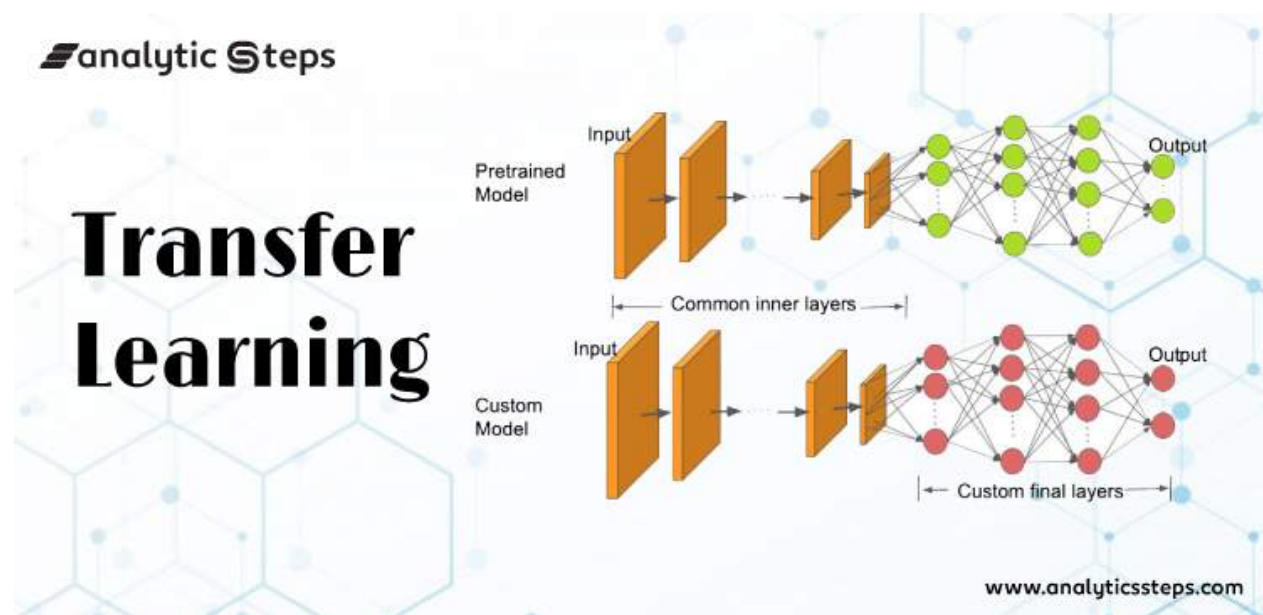 analytic Steps
Transfer
Learning
Input
Pretrained
Model
Output
Common inner layers
Input
Custom
Model
Output
Custom final layers
www.analyticssteps.com